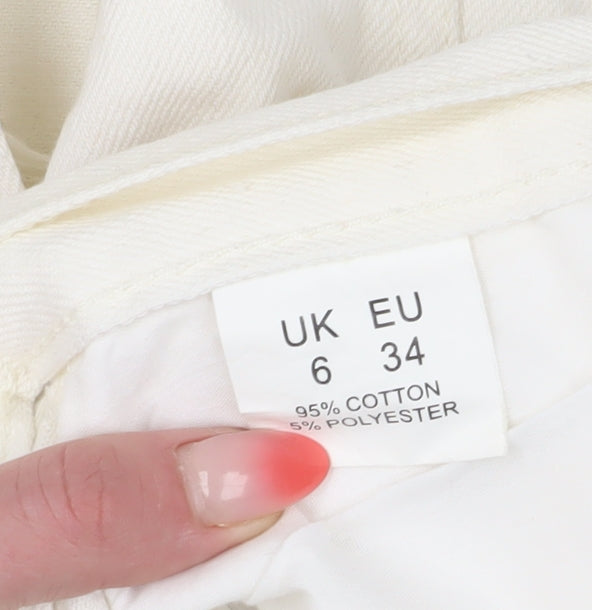 UK EU
6 34
95% COTTON
5% POLYESTER